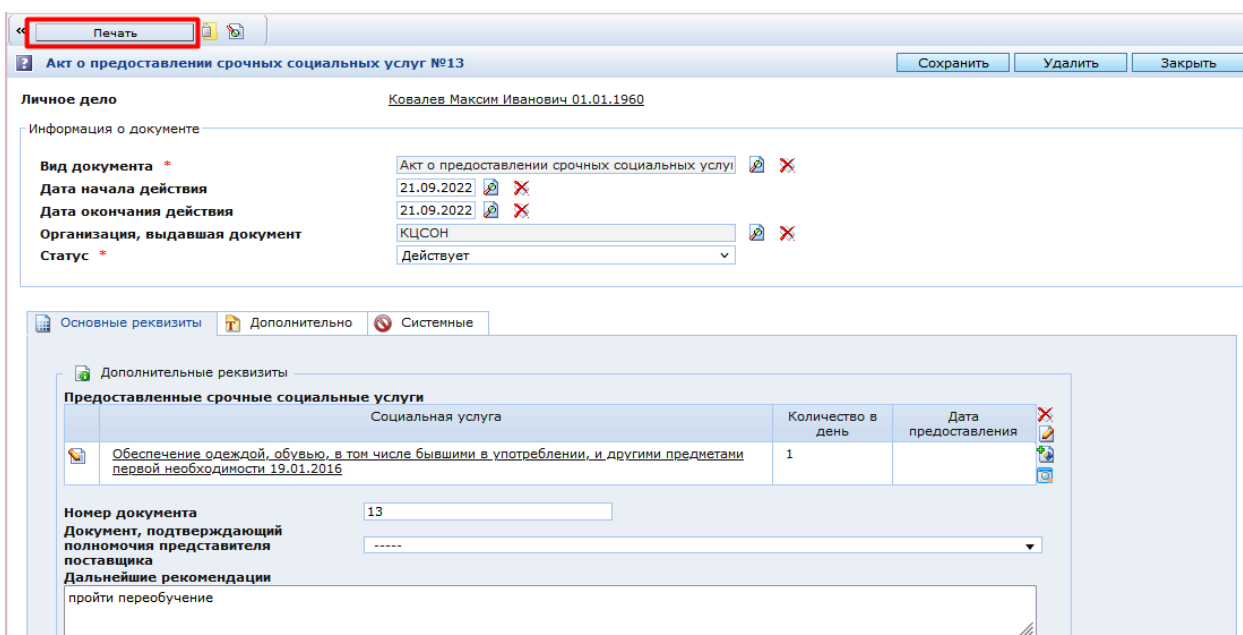 «
Печать
? Акт о предоставлении срочных социальных услуг №13
Сохранить
Удалить
Закрыть
Личное дело
Ковалев Максим Иванович 01.01.1960
Информация о документе
Вид документа *
Акт о предоставлении срочных социальных услу
Дата начала действия
21.09.2022
Дата окончания действия
21.09.2022
Организация, выдавшая документ
КЦСОН
Статус *
Действует
Основные реквизиты
Дополнительно
Системные
Дополнительные реквизиты
Предоставленные срочные социальные услуги
Социальная услуга
Количество в
день
Дата
предоставления
Обеспечение одеждой, обувью, в том числе бывшими в употреблении, и другими предметами
первой необходимости 19.01.2016
1
Номер документа
13
Документ, подтверждающий
полномочия представителя
поставщика
-----
Дальнейшие рекомендации
пройти переобучение